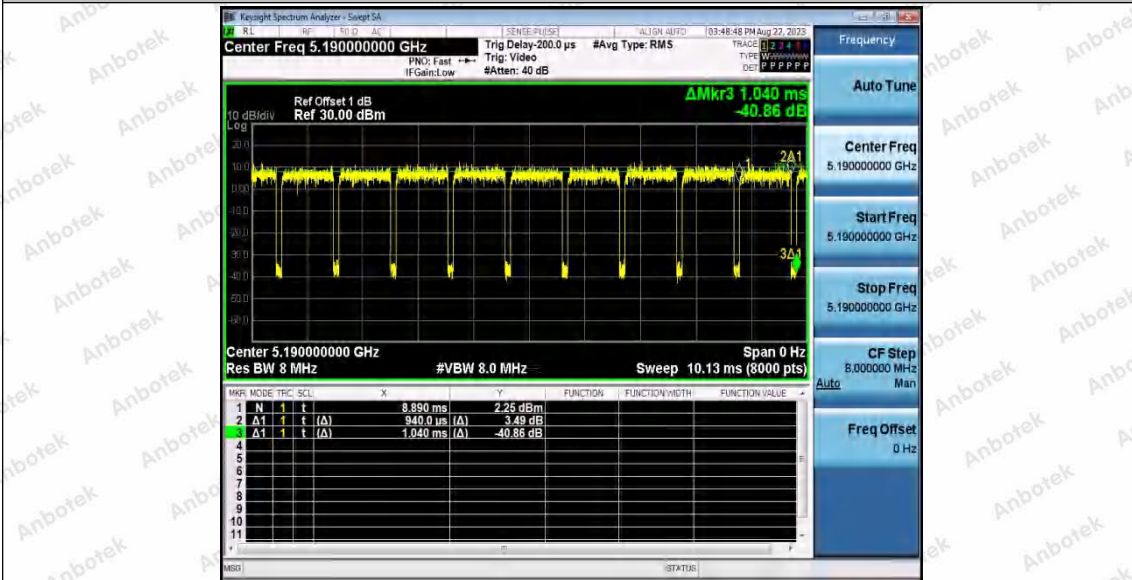 Keysight Spectrum Analyzer - Swept SA
RL RF 50 Ω AC SENSE:PULSE ALIGN AUTO 03:48:48 PM Aug 22, 2023
Center Freq 5.190000000 GHz
Trig Delay-200.0 µs #Avg Type: RMS
PNO: Fast Trig: Video
IFGain:Low #Atten: 40 dB
TRACE 1 2 3 4 5 6
TYPE W
DET P P P P P P
Frequency
Auto Tune
ΔMkr3 1.040 ms
-40.86 dB
Ref Offset 1 dB
10 dB/div Ref 30.00 dBm
Log
20.0
10.0
0.00
-10.0
-20.0
-30.0
-40.0
-50.0
-60.0
1
2Δ1
3Δ1
Center Freq
5.190000000 GHz
Start Freq
5.190000000 GHz
Stop Freq
5.190000000 GHz
CF Step
8.000000 MHz
Auto Man
Freq Offset
0 Hz
Center 5.190000000 GHz Span 0 Hz
Res BW 8 MHz #VBW 8.0 MHz Sweep 10.13 ms (8000 pts)
MKR MODE TRC SCL X Y FUNCTION FUNCTION WIDTH FUNCTION VALUE
1 N 1 t 8.890 ms 2.25 dBm
2 Δ1 1 t (Δ) 940.0 µs (Δ) 3.49 dB
3 Δ1 1 t (Δ) 1.040 ms (Δ) -40.86 dB
4
5
6
7
8
9
10
11
MSG STATUS
Anbotek